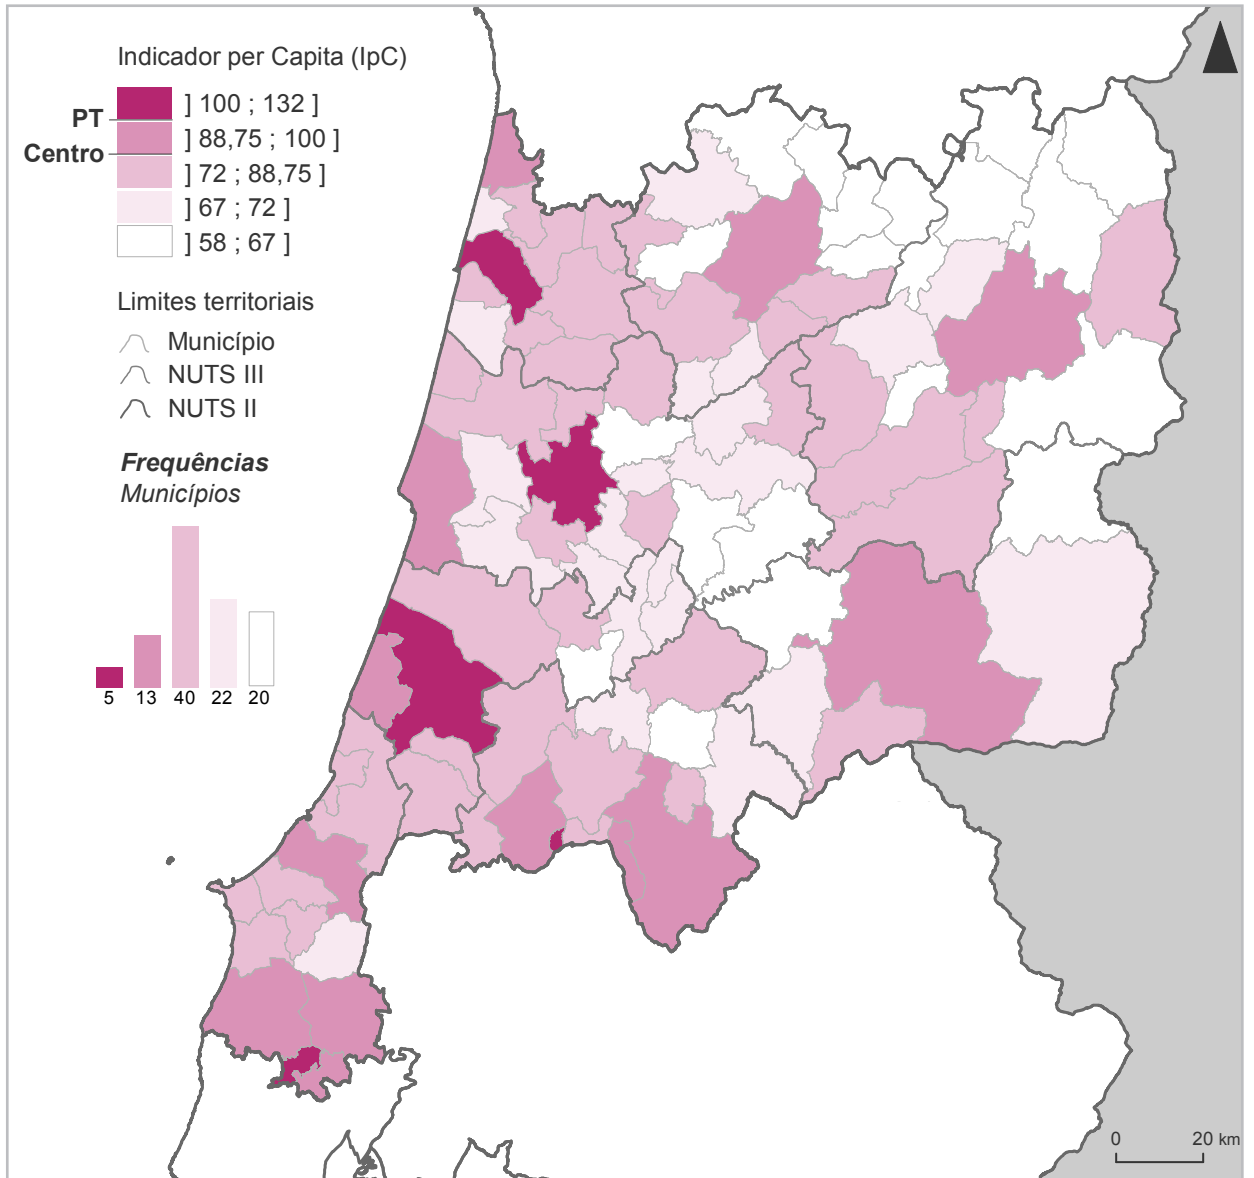 Indicador per Capita (IpC)
PT
Centro
] 100 ; 132 ]
] 88,75 ; 100 ]
] 72 ; 88,75 ]
] 67 ; 72 ]
] 58 ; 67 ]
Limites territoriais
Município
NUTS III
NUTS II
Frequências
Municípios
5 13 40 22 20
0 20 km